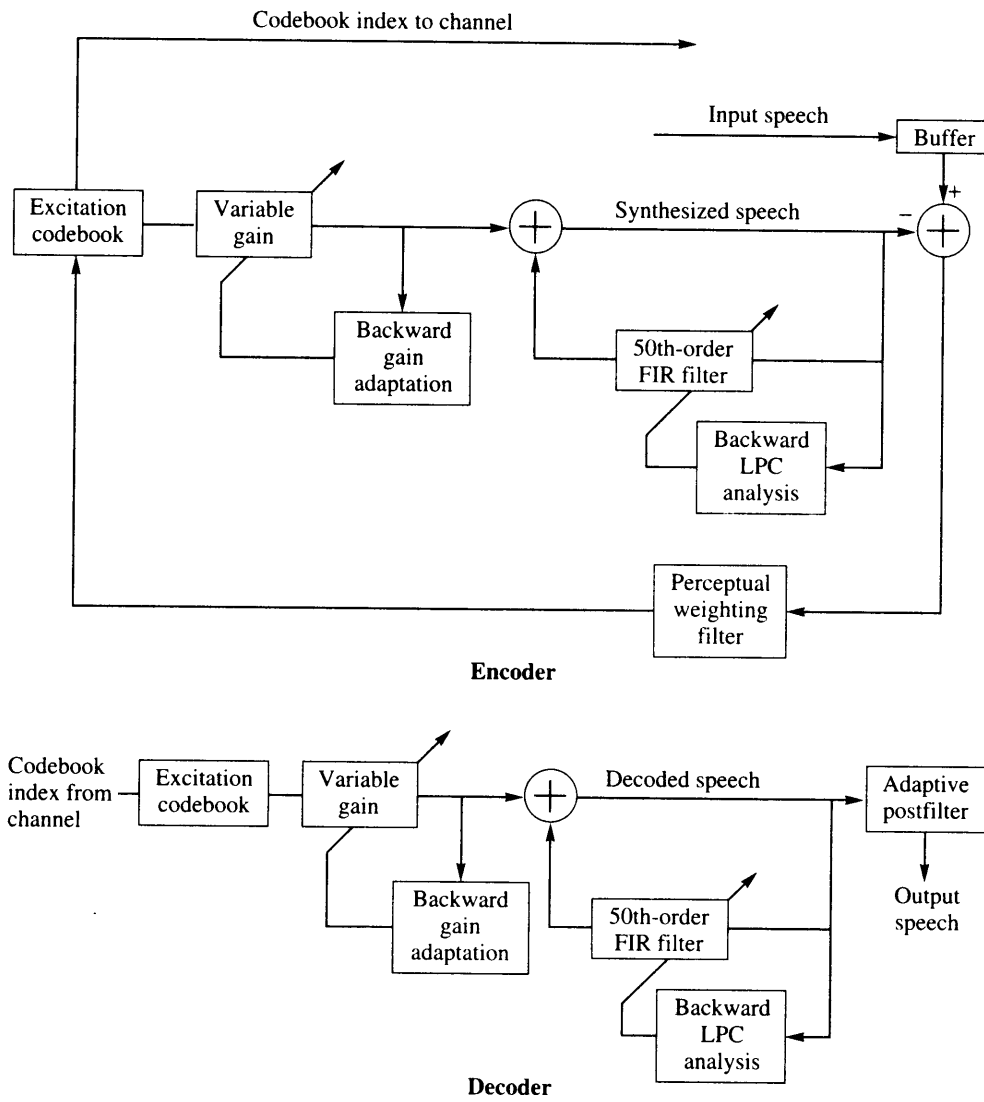 Codebook index to channel
Input speech
Buffer
+
Excitation
codebook
Variable
gain
+
Synthesized speech
−
+
Backward
gain
adaptation
50th-order
FIR filter
Backward
LPC
analysis
Perceptual
weighting
filter
Encoder
Codebook
index from
channel
Excitation
codebook
Variable
gain
+
Decoded speech
Adaptive
postfilter
Backward
gain
adaptation
50th-order
FIR filter
Output
speech
Backward
LPC
analysis
Decoder